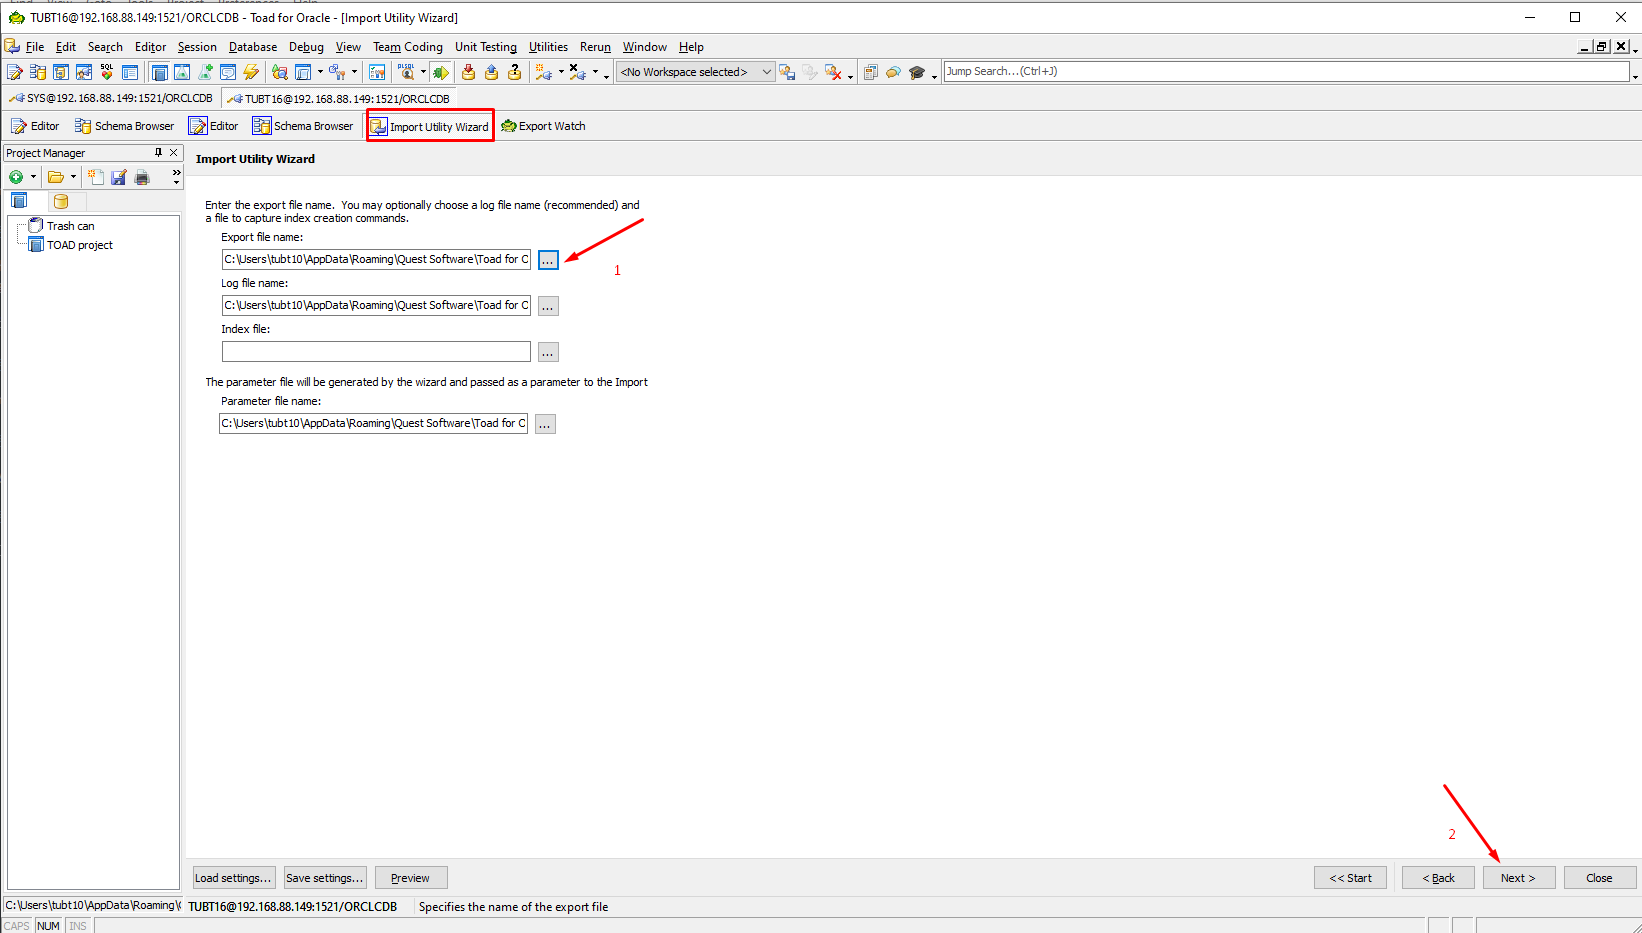 TUBT16@192.168.88.149:1521/ORCLCDB - Toad for Oracle - [Import Utility Wizard]
File Edit Search Editor Session Database Debug View Team Coding Unit Testing Utilities Rerun Window Help
SQL PLSQL <No Workspace selected> Jump Search...(Ctrl+J)
SYS@192.168.88.149:1521/ORCLCDB TUBT16@192.168.88.149:1521/ORCLCDB
Editor Schema Browser Editor Schema Browser Import Utility Wizard Export Watch
Project Manager
Import Utility Wizard
Trash can
TOAD project
Enter the export file name. You may optionally choose a log file name (recommended) and
a file to capture index creation commands.
Export file name:
C:\Users\tubt10\AppData\Roaming\Quest Software\Toad for O ...
1
Log file name:
C:\Users\tubt10\AppData\Roaming\Quest Software\Toad for O ...
Index file:
...
The parameter file will be generated by the wizard and passed as a parameter to the Import
Parameter file name:
C:\Users\tubt10\AppData\Roaming\Quest Software\Toad for O ...
2
Load settings... Save settings... Preview << Start < Back Next > Close
C:\Users\tubt10\AppData\Roaming\ TUBT16@192.168.88.149:1521/ORCLCDB Specifies the name of the export file
CAPS NUM INS